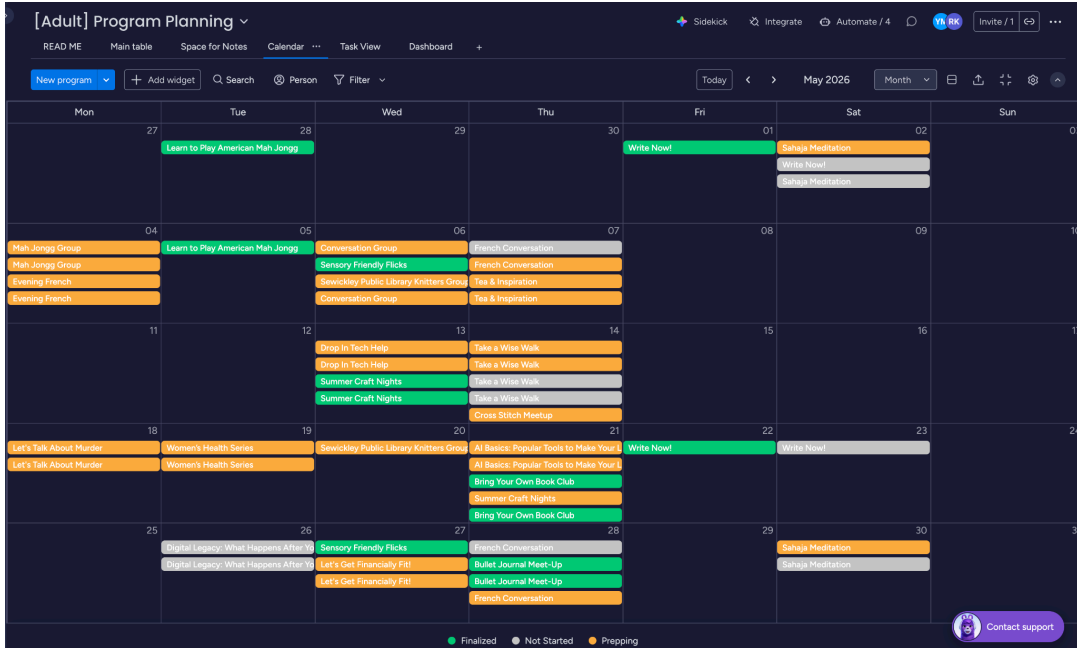 [Adult] Program Planning
Sidekick Integrate Automate / 4 YM RK Invite / 1
READ ME Main table Space for Notes Calendar ... Task View Dashboard +
New program + Add widget Search Person Filter Today < > May 2026 Month
Mon Tue Wed Thu Fri Sat Sun
27 28 29 30 01 02
Learn to Play American Mah Jongg Write Now! Sahaja Meditation
Write Now!
Sahaja Meditation
04 05 06 07 08 09 10
Mah Jongg Group Learn to Play American Mah Jongg Conversation Group French Conversation
Mah Jongg Group Sensory Friendly Flicks French Conversation
Evening French Sewickley Public Library Knitters Group Tea & Inspiration
Evening French Conversation Group Tea & Inspiration
11 12 13 14 15 16
Drop In Tech Help Take a Wise Walk
Drop In Tech Help Take a Wise Walk
Summer Craft Nights Take a Wise Walk
Summer Craft Nights Take a Wise Walk
Cross Stitch Meetup
18 19 20 21 22 23
Let's Talk About Murder Women's Health Series Sewickley Public Library Knitters Group AI Basics: Popular Tools to Make Your L Write Now! Write Now!
Let's Talk About Murder Women's Health Series AI Basics: Popular Tools to Make Your L
Bring Your Own Book Club
Summer Craft Nights
Bring Your Own Book Club
25 26 27 28 29 30
Digital Legacy: What Happens After Yo Sensory Friendly Flicks French Conversation Sahaja Meditation
Digital Legacy: What Happens After Yo Let's Get Financially Fit! Bullet Journal Meet-Up Sahaja Meditation
Let's Get Financially Fit! Bullet Journal Meet-Up
French Conversation
Contact support
Finalized Not Started Prepping